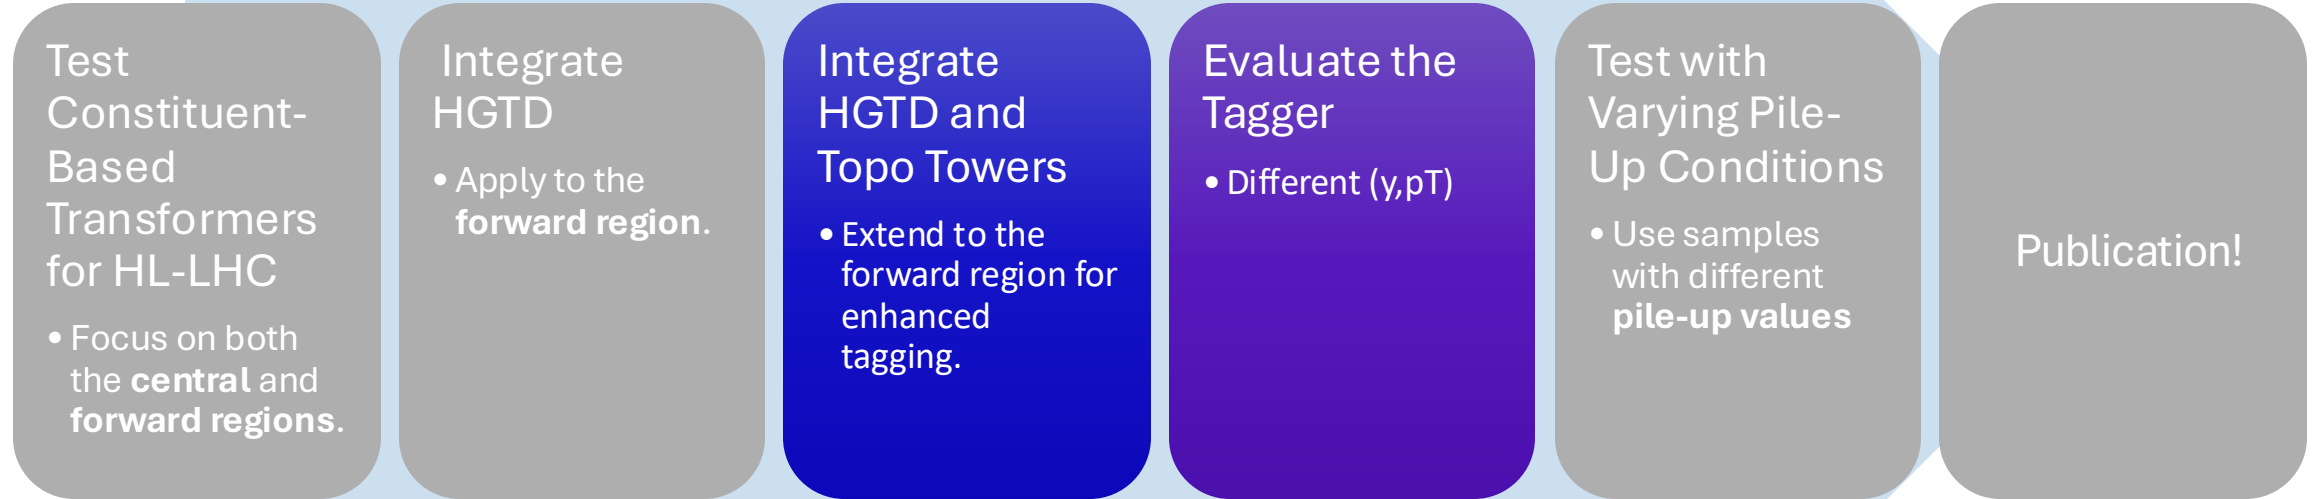 Test
Constituent-
Based
Transformers
for HL-LHC
• Focus on both
the central and
forward regions.
Integrate
HGTD
• Apply to the
forward region.
Integrate
HGTD and
Topo Towers
• Extend to the
forward region for
enhanced
tagging.
Evaluate the
Tagger
• Different (y,pT)
Test with
Varying Pile-
Up Conditions
• Use samples
with different
pile-up values
Publication!